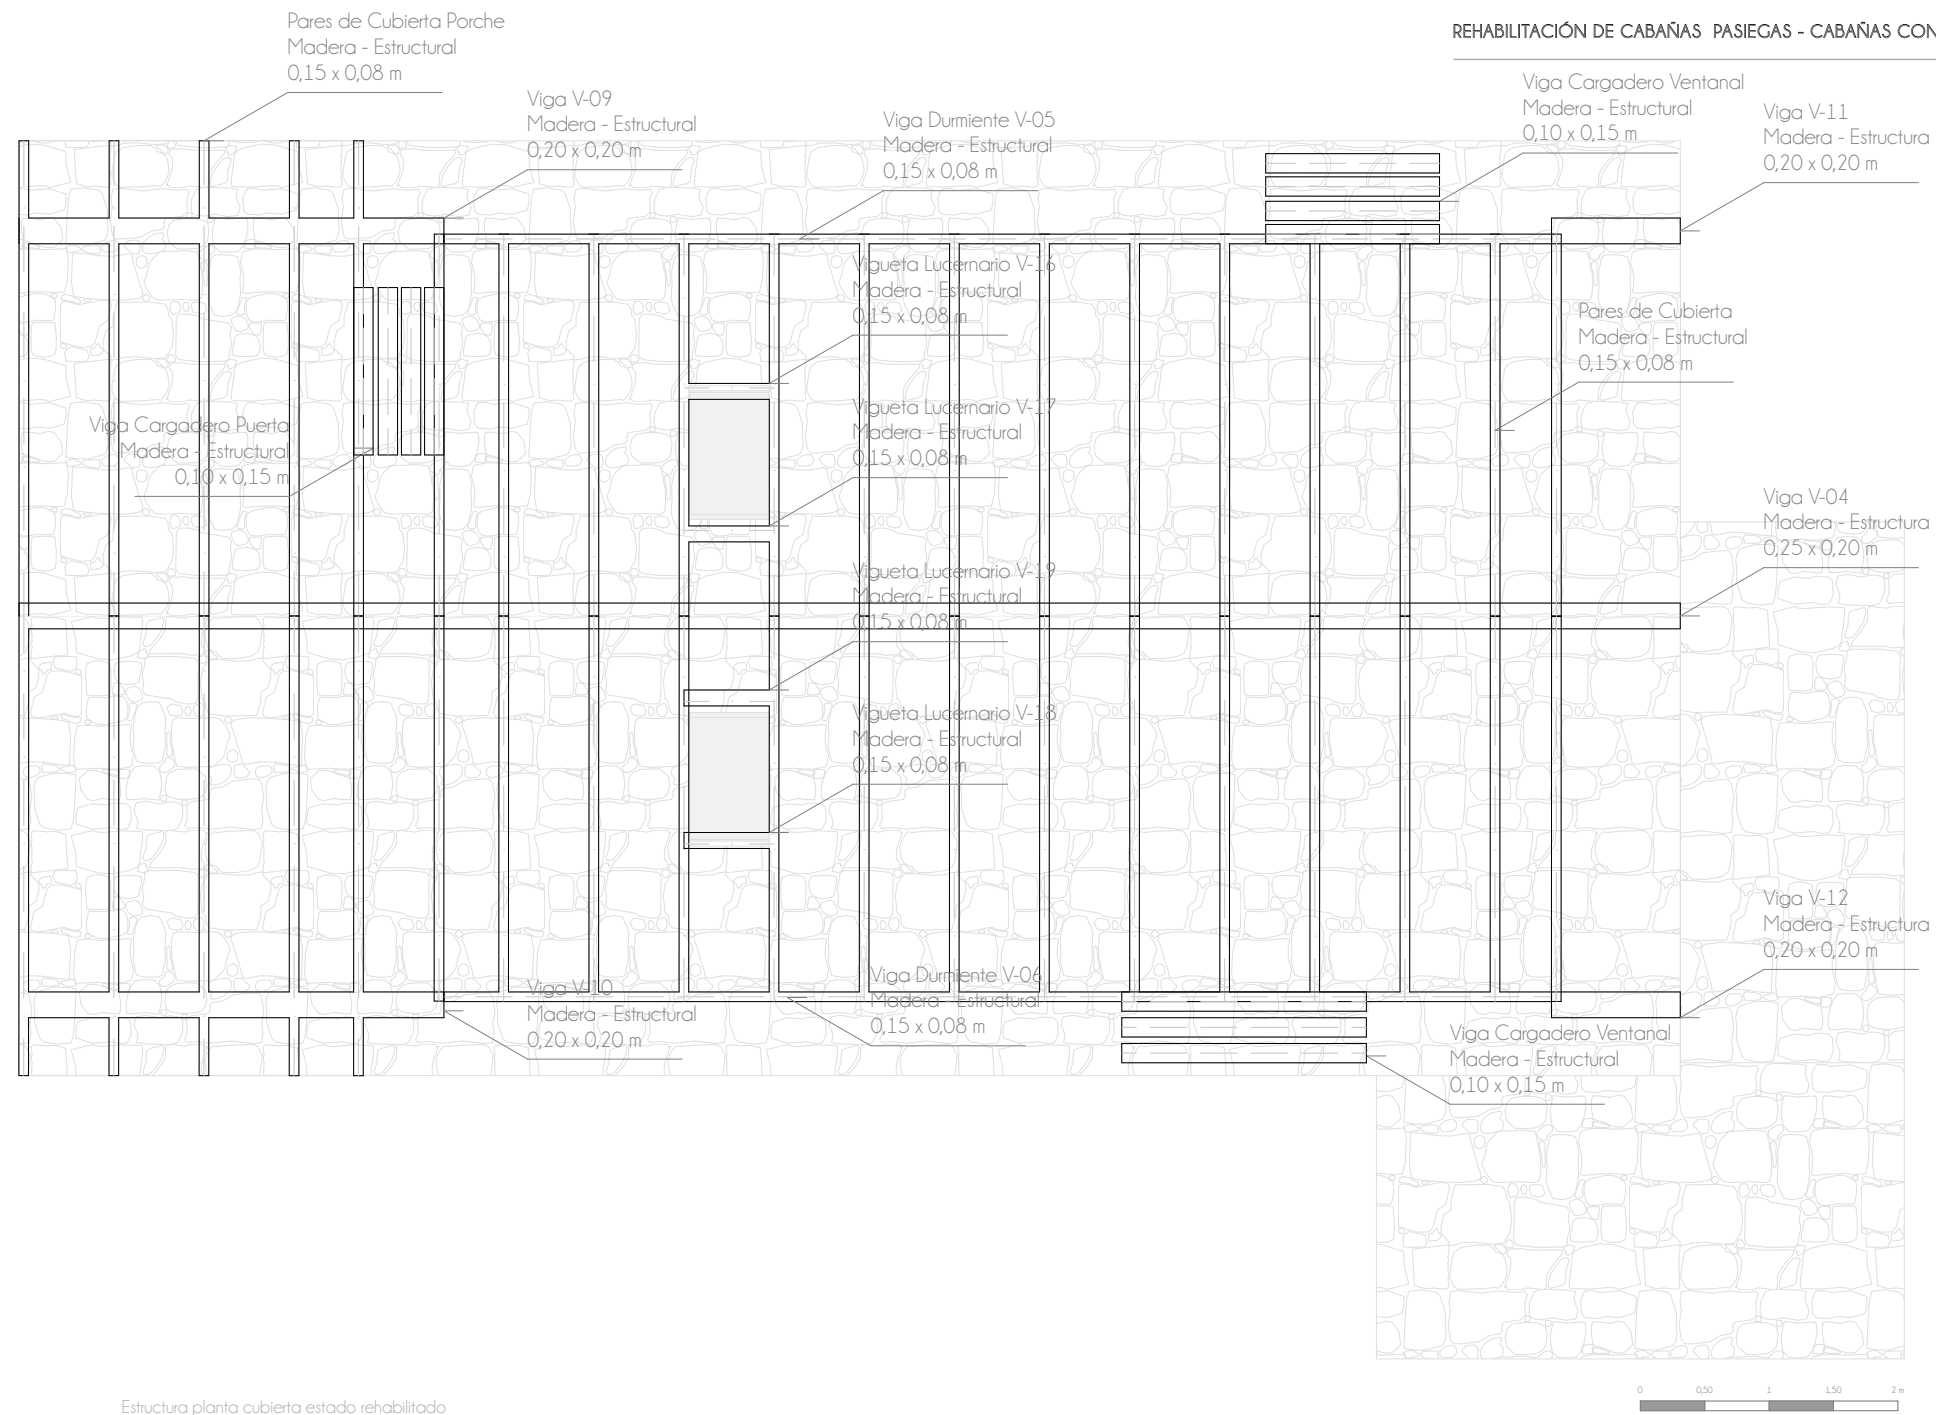 REHABILITACIÓN DE CABAÑAS PASIEGAS - CABAÑAS CON
Pares de Cubierta Porche
Madera - Estructural
0,15 x 0,08 m
Viga V-09
Madera - Estructural
0,20 x 0,20 m
Viga Durmiente V-05
Madera - Estructural
0,15 x 0,08 m
Viga Cargadero Ventanal
Madera - Estructural
0,10 x 0,15 m
Viga V-11
Madera - Estructura
0,20 x 0,20 m
Vigueta Lucernario V-16
Madera - Estructural
0,15 x 0,08 m
Pares de Cubierta
Madera - Estructural
0,15 x 0,08 m
Viga Cargadero Puerta
Madera - Estructural
0,10 x 0,15 m
Vigueta Lucernario V-17
Madera - Estructural
0,15 x 0,08 m
Viga V-04
Madera - Estructura
0,25 x 0,20 m
Vigueta Lucernario V-19
Madera - Estructural
0,15 x 0,08 m
Vigueta Lucernario V-18
Madera - Estructural
0,15 x 0,08 m
Viga V-12
Madera - Estructura
0,20 x 0,20 m
Viga V-10
Madera - Estructural
0,20 x 0,20 m
Viga Durmiente V-06
Madera - Estructural
0,15 x 0,08 m
Viga Cargadero Ventanal
Madera - Estructural
0,10 x 0,15 m
0 0,50 1 1,50 2 m
Estructura planta cubierta estado rehabilitado